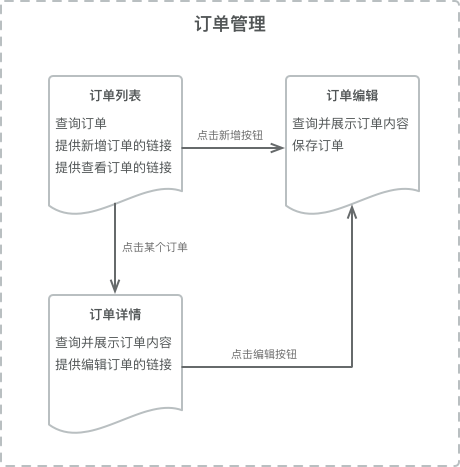 订单管理
订单列表
查询订单
提供新增订单的链接
提供查看订单的链接
点击新增按钮
订单编辑
查询并展示订单内容
保存订单
点击某个订单
订单详情
查询并展示订单内容
提供编辑订单的链接
点击编辑按钮